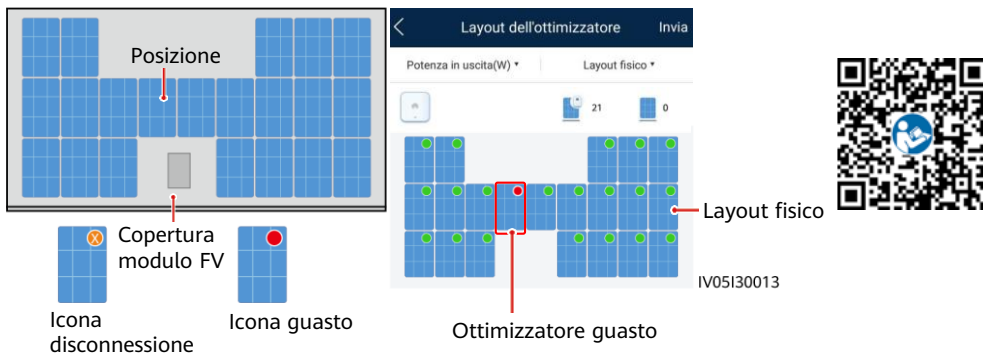 Posizione
Copertura
modulo FV
Icona
disconnessione
Icona guasto
Layout dell'ottimizzatore
Invia
Potenza in uscita(W)
Layout fisico
21
0
Layout fisico
IV05I30013
Ottimizzatore guasto